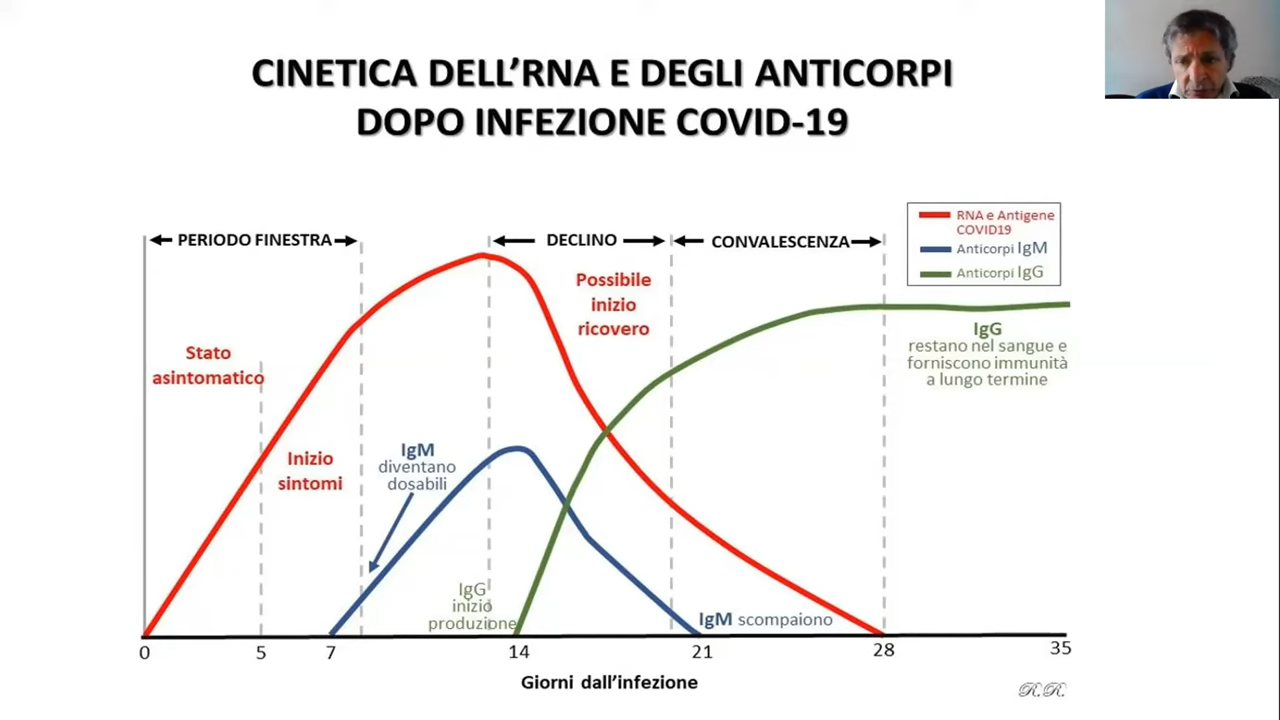 CINETICA DELL’RNA E DEGLI ANTICORPI
DOPO INFEZIONE COVID-19
RNA e Antigene
COVID19
Anticorpi IgM
Anticorpi IgG
PERIODO FINESTRA
DECLINO
CONVALESCENZA
Possibile
inizio
ricovero
Stato
asintomatico
IgG
restano nel sangue e
forniscono immunità
a lungo termine
Inizio
sintomi
IgM
diventano
dosabili
IgG
inizio
produzione
IgM scompaiono
0 5 7 14 21 28 35
Giorni dall’infezione
R.R.